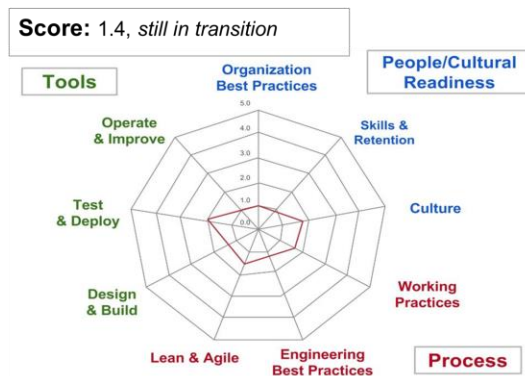 Score: 1.4, still in transition
Tools
People/Cultural
Readiness
Organization
Best Practices
5.0
4.0
3.0
2.0
1.0
0.0
Operate
& Improve
Skills &
Retention
Test
& Deploy
Culture
Design
& Build
Working
Practices
Lean & Agile
Engineering
Best Practices
Process